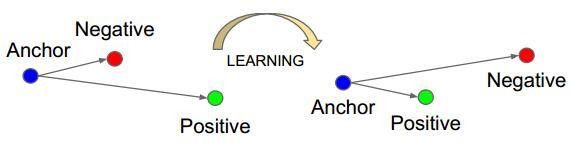 Negative
Anchor
Positive
LEARNING
Anchor
Positive
Negative